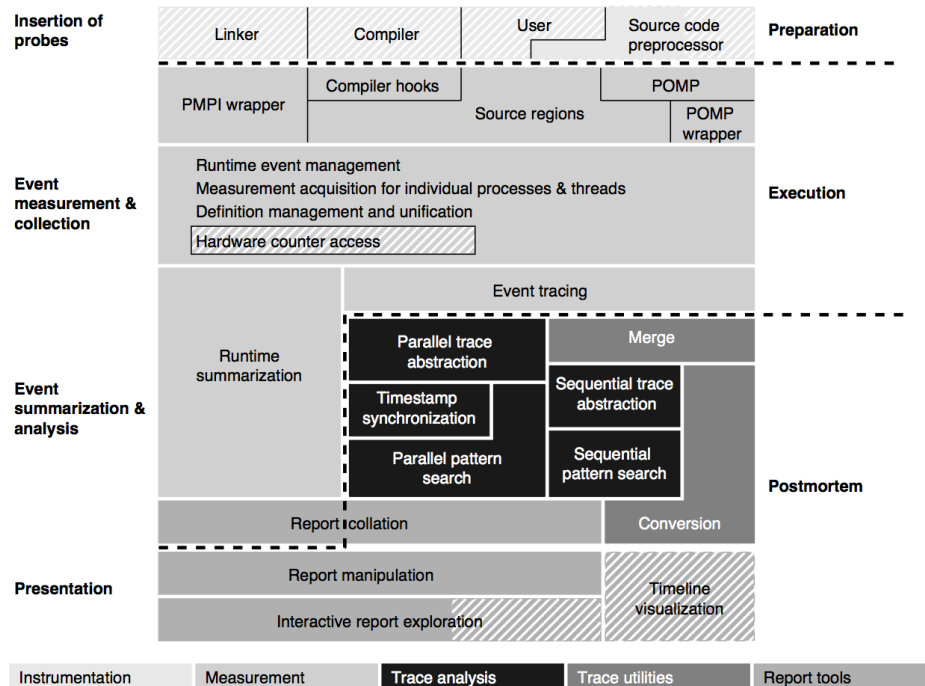 Insertion of
probes
Linker
Compiler
User
Source code
preprocessor
Preparation
PMPI wrapper
Compiler hooks
Source regions
POMP
POMP
wrapper
Event
measurement &
collection
Runtime event management
Measurement acquisition for individual processes & threads
Definition management and unification
Hardware counter access
Execution
Event
summarization &
analysis
Runtime
summarization
Event tracing
Parallel trace
abstraction
Timestamp
synchronization
Parallel pattern
search
Merge
Sequential trace
abstraction
Sequential
pattern search
Postmortem
Report collation
Conversion
Presentation
Report manipulation
Interactive report exploration
Timeline
visualization
Instrumentation
Measurement
Trace analysis
Trace utilities
Report tools